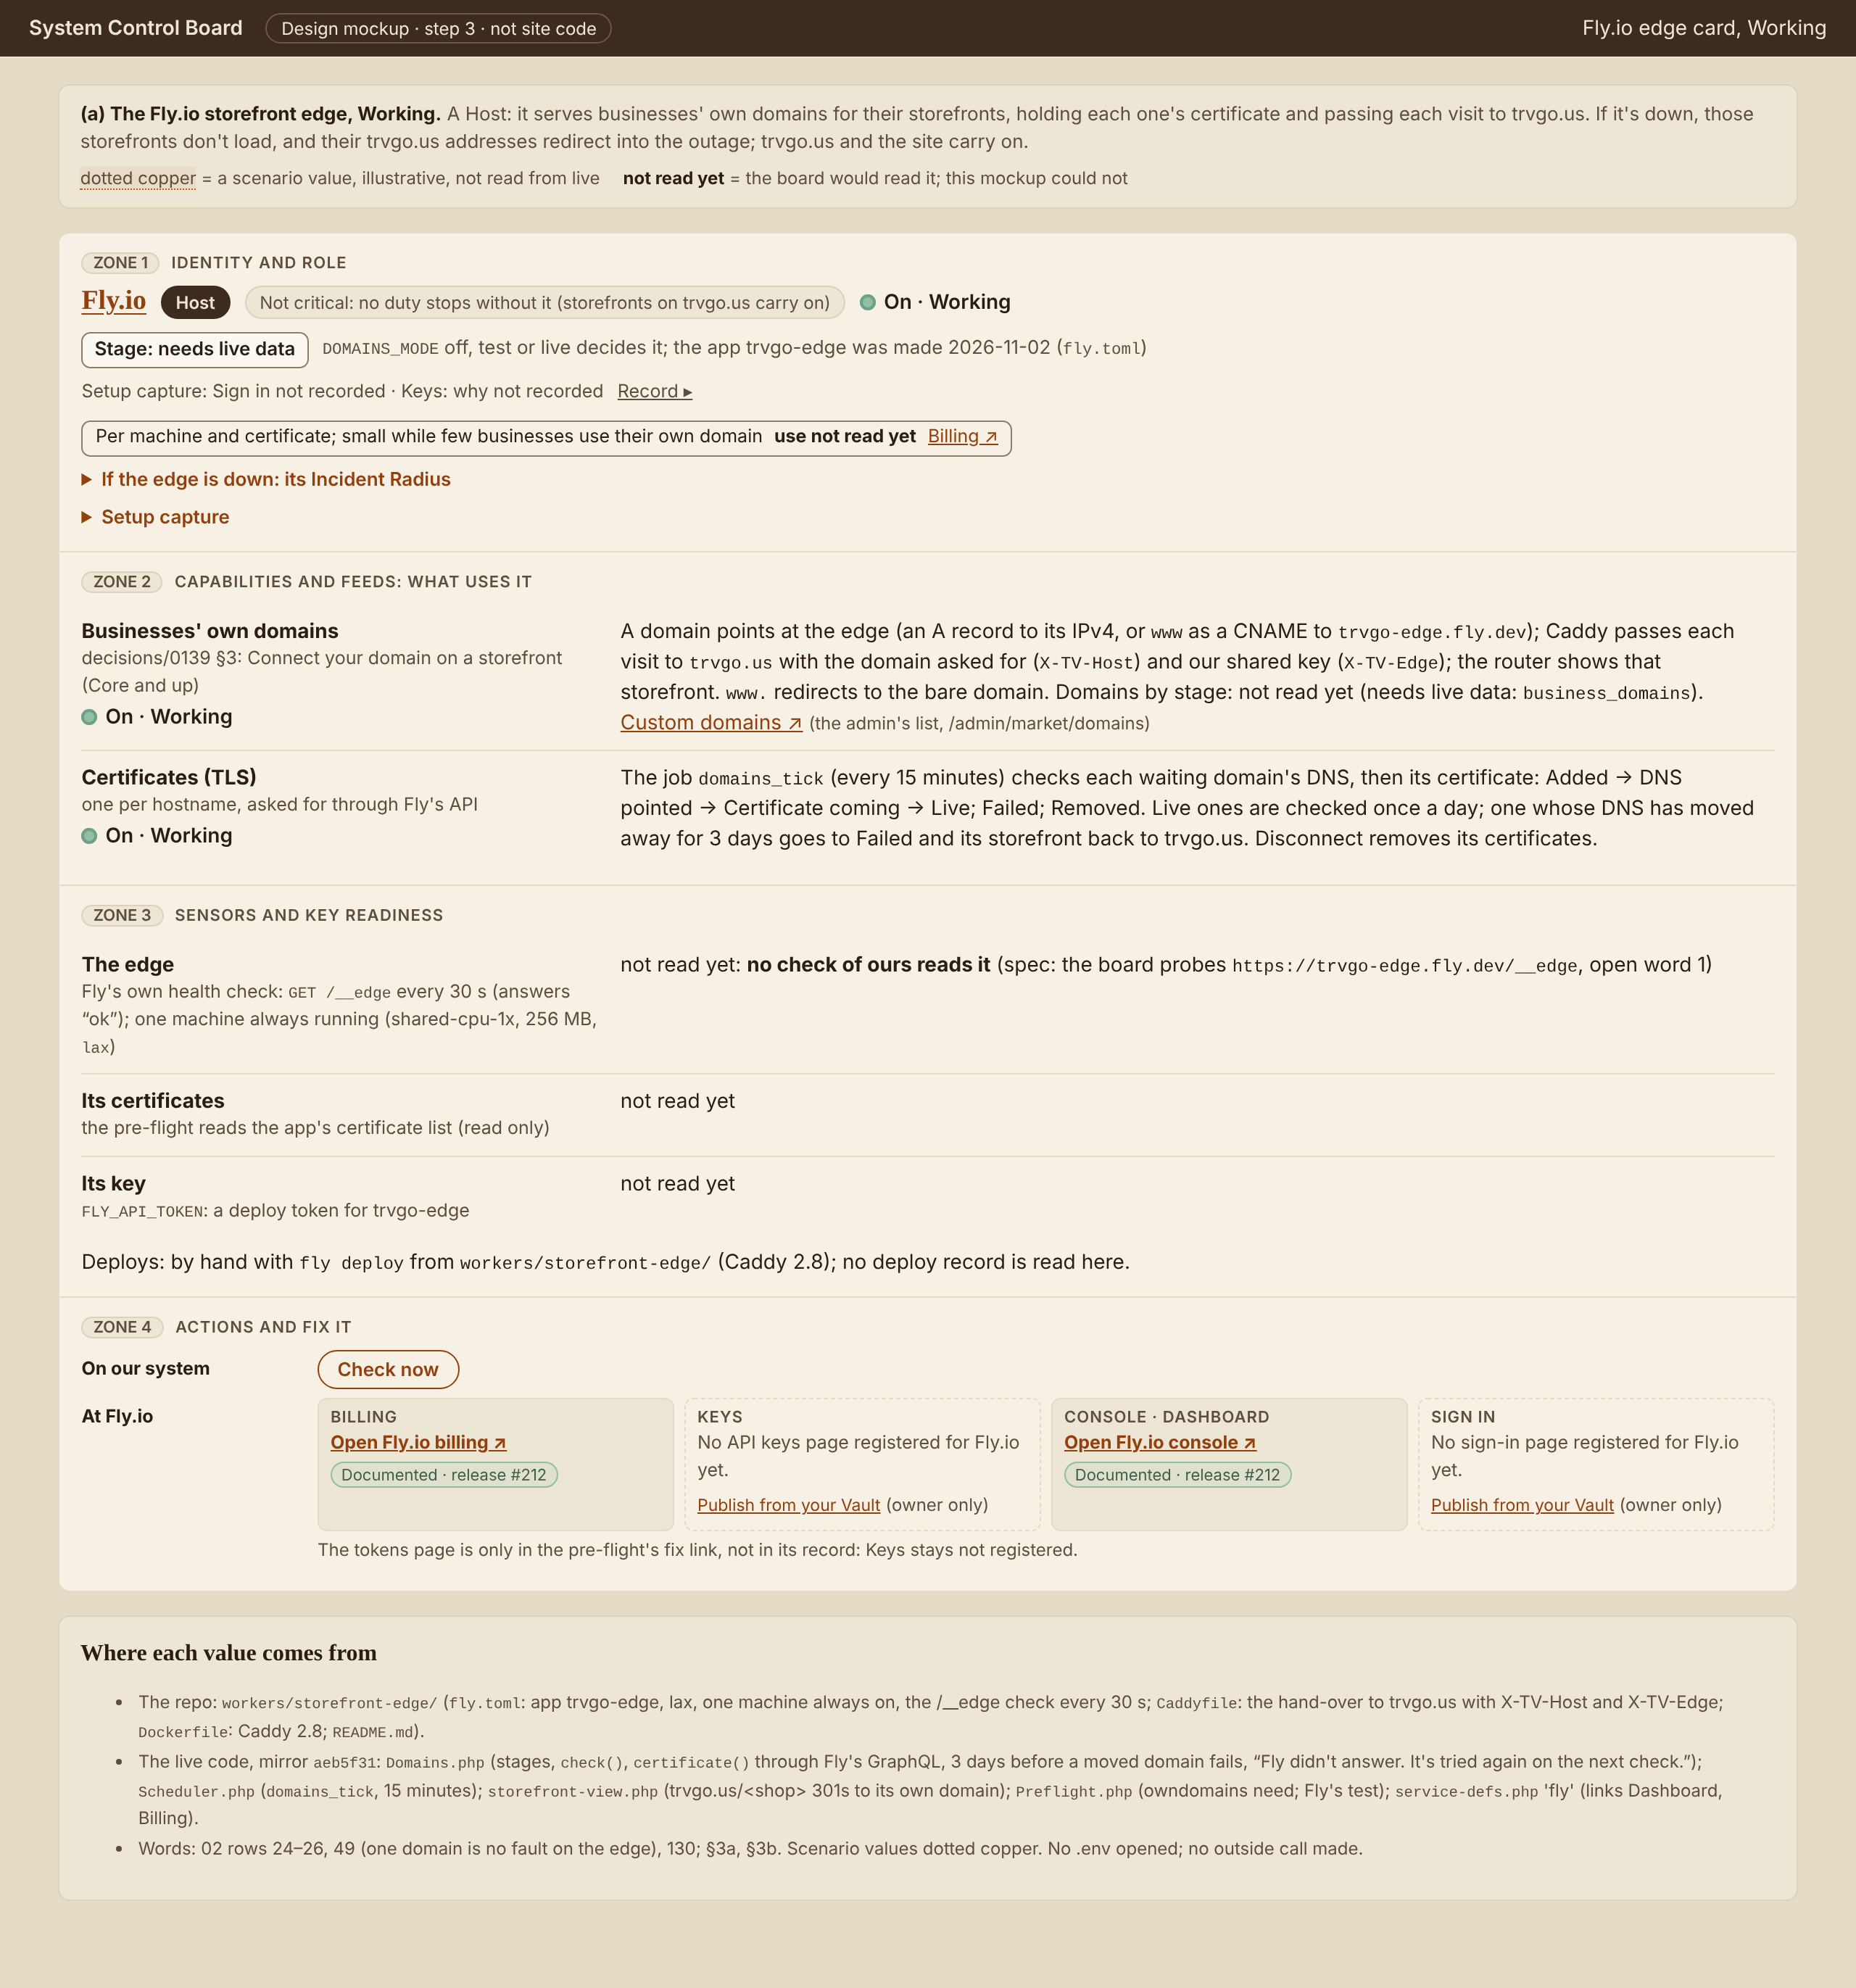 System Control Board
Design mockup · step 3 · not site code
Fly.io edge card, Working
(a) The Fly.io storefront edge, Working. A Host: it serves businesses' own domains for their storefronts, holding each one's certificate and passing each visit to trvgo.us. If it's down, those
storefronts don't load, and their trvgo.us addresses redirect into the outage; trvgo.us and the site carry on.
dotted copper = a scenario value, illustrative, not read from live not read yet = the board would read it; this mockup could not
ZONE 1 IDENTITY AND ROLE
Fly.io Host Not critical: no duty stops without it (storefronts on trvgo.us carry on) On · Working
Stage: needs live data DOMAINS_MODE off, test or live decides it; the app trvgo-edge was made 2026-11-02 (fly.toml)
Setup capture: Sign in not recorded · Keys: why not recorded Record ▸
Per machine and certificate; small while few businesses use their own domain use not read yet Billing ↗
▶ If the edge is down: its Incident Radius
▶ Setup capture
ZONE 2 CAPABILITIES AND FEEDS: WHAT USES IT
Businesses' own domains
decisions/0139 §3: Connect your domain on a storefront
(Core and up)
On · Working
A domain points at the edge (an A record to its IPv4, or www as a CNAME to trvgo-edge.fly.dev); Caddy passes each
visit to trvgo.us with the domain asked for (X-TV-Host) and our shared key (X-TV-Edge); the router shows that
storefront. www. redirects to the bare domain. Domains by stage: not read yet (needs live data: business_domains).
Custom domains ↗ (the admin's list, /admin/market/domains)
Certificates (TLS)
one per hostname, asked for through Fly's API
On · Working
The job domains_tick (every 15 minutes) checks each waiting domain's DNS, then its certificate: Added → DNS
pointed → Certificate coming → Live; Failed; Removed. Live ones are checked once a day; one whose DNS has moved
away for 3 days goes to Failed and its storefront back to trvgo.us. Disconnect removes its certificates.
ZONE 3 SENSORS AND KEY READINESS
The edge
Fly's own health check: GET /__edge every 30 s (answers
“ok”); one machine always running (shared-cpu-1x, 256 MB,
lax)
not read yet: no check of ours reads it (spec: the board probes https://trvgo-edge.fly.dev/__edge, open word 1)
Its certificates
the pre-flight reads the app's certificate list (read only)
not read yet
Its key
FLY_API_TOKEN: a deploy token for trvgo-edge
not read yet
Deploys: by hand with fly deploy from workers/storefront-edge/ (Caddy 2.8); no deploy record is read here.
ZONE 4 ACTIONS AND FIX IT
On our system
Check now
At Fly.io
BILLING
Open Fly.io billing ↗
Documented · release #212
KEYS
No API keys page registered for Fly.io
yet.
Publish from your Vault (owner only)
CONSOLE · DASHBOARD
Open Fly.io console ↗
Documented · release #212
SIGN IN
No sign-in page registered for Fly.io
yet.
Publish from your Vault (owner only)
The tokens page is only in the pre-flight's fix link, not in its record: Keys stays not registered.
Where each value comes from
• The repo: workers/storefront-edge/ (fly.toml: app trvgo-edge, lax, one machine always on, the /__edge check every 30 s; Caddyfile: the hand-over to trvgo.us with X-TV-Host and X-TV-Edge;
Dockerfile: Caddy 2.8; README.md).
• The live code, mirror aeb5f31: Domains.php (stages, check(), certificate() through Fly's GraphQL, 3 days before a moved domain fails, “Fly didn't answer. It's tried again on the next check.”);
Scheduler.php (domains_tick, 15 minutes); storefront-view.php (trvgo.us/<shop> 301s to its own domain); Preflight.php (owndomains need; Fly's test); service-defs.php 'fly' (links Dashboard,
Billing).
• Words: 02 rows 24–26, 49 (one domain is no fault on the edge), 130; §3a, §3b. Scenario values dotted copper. No .env opened; no outside call made.